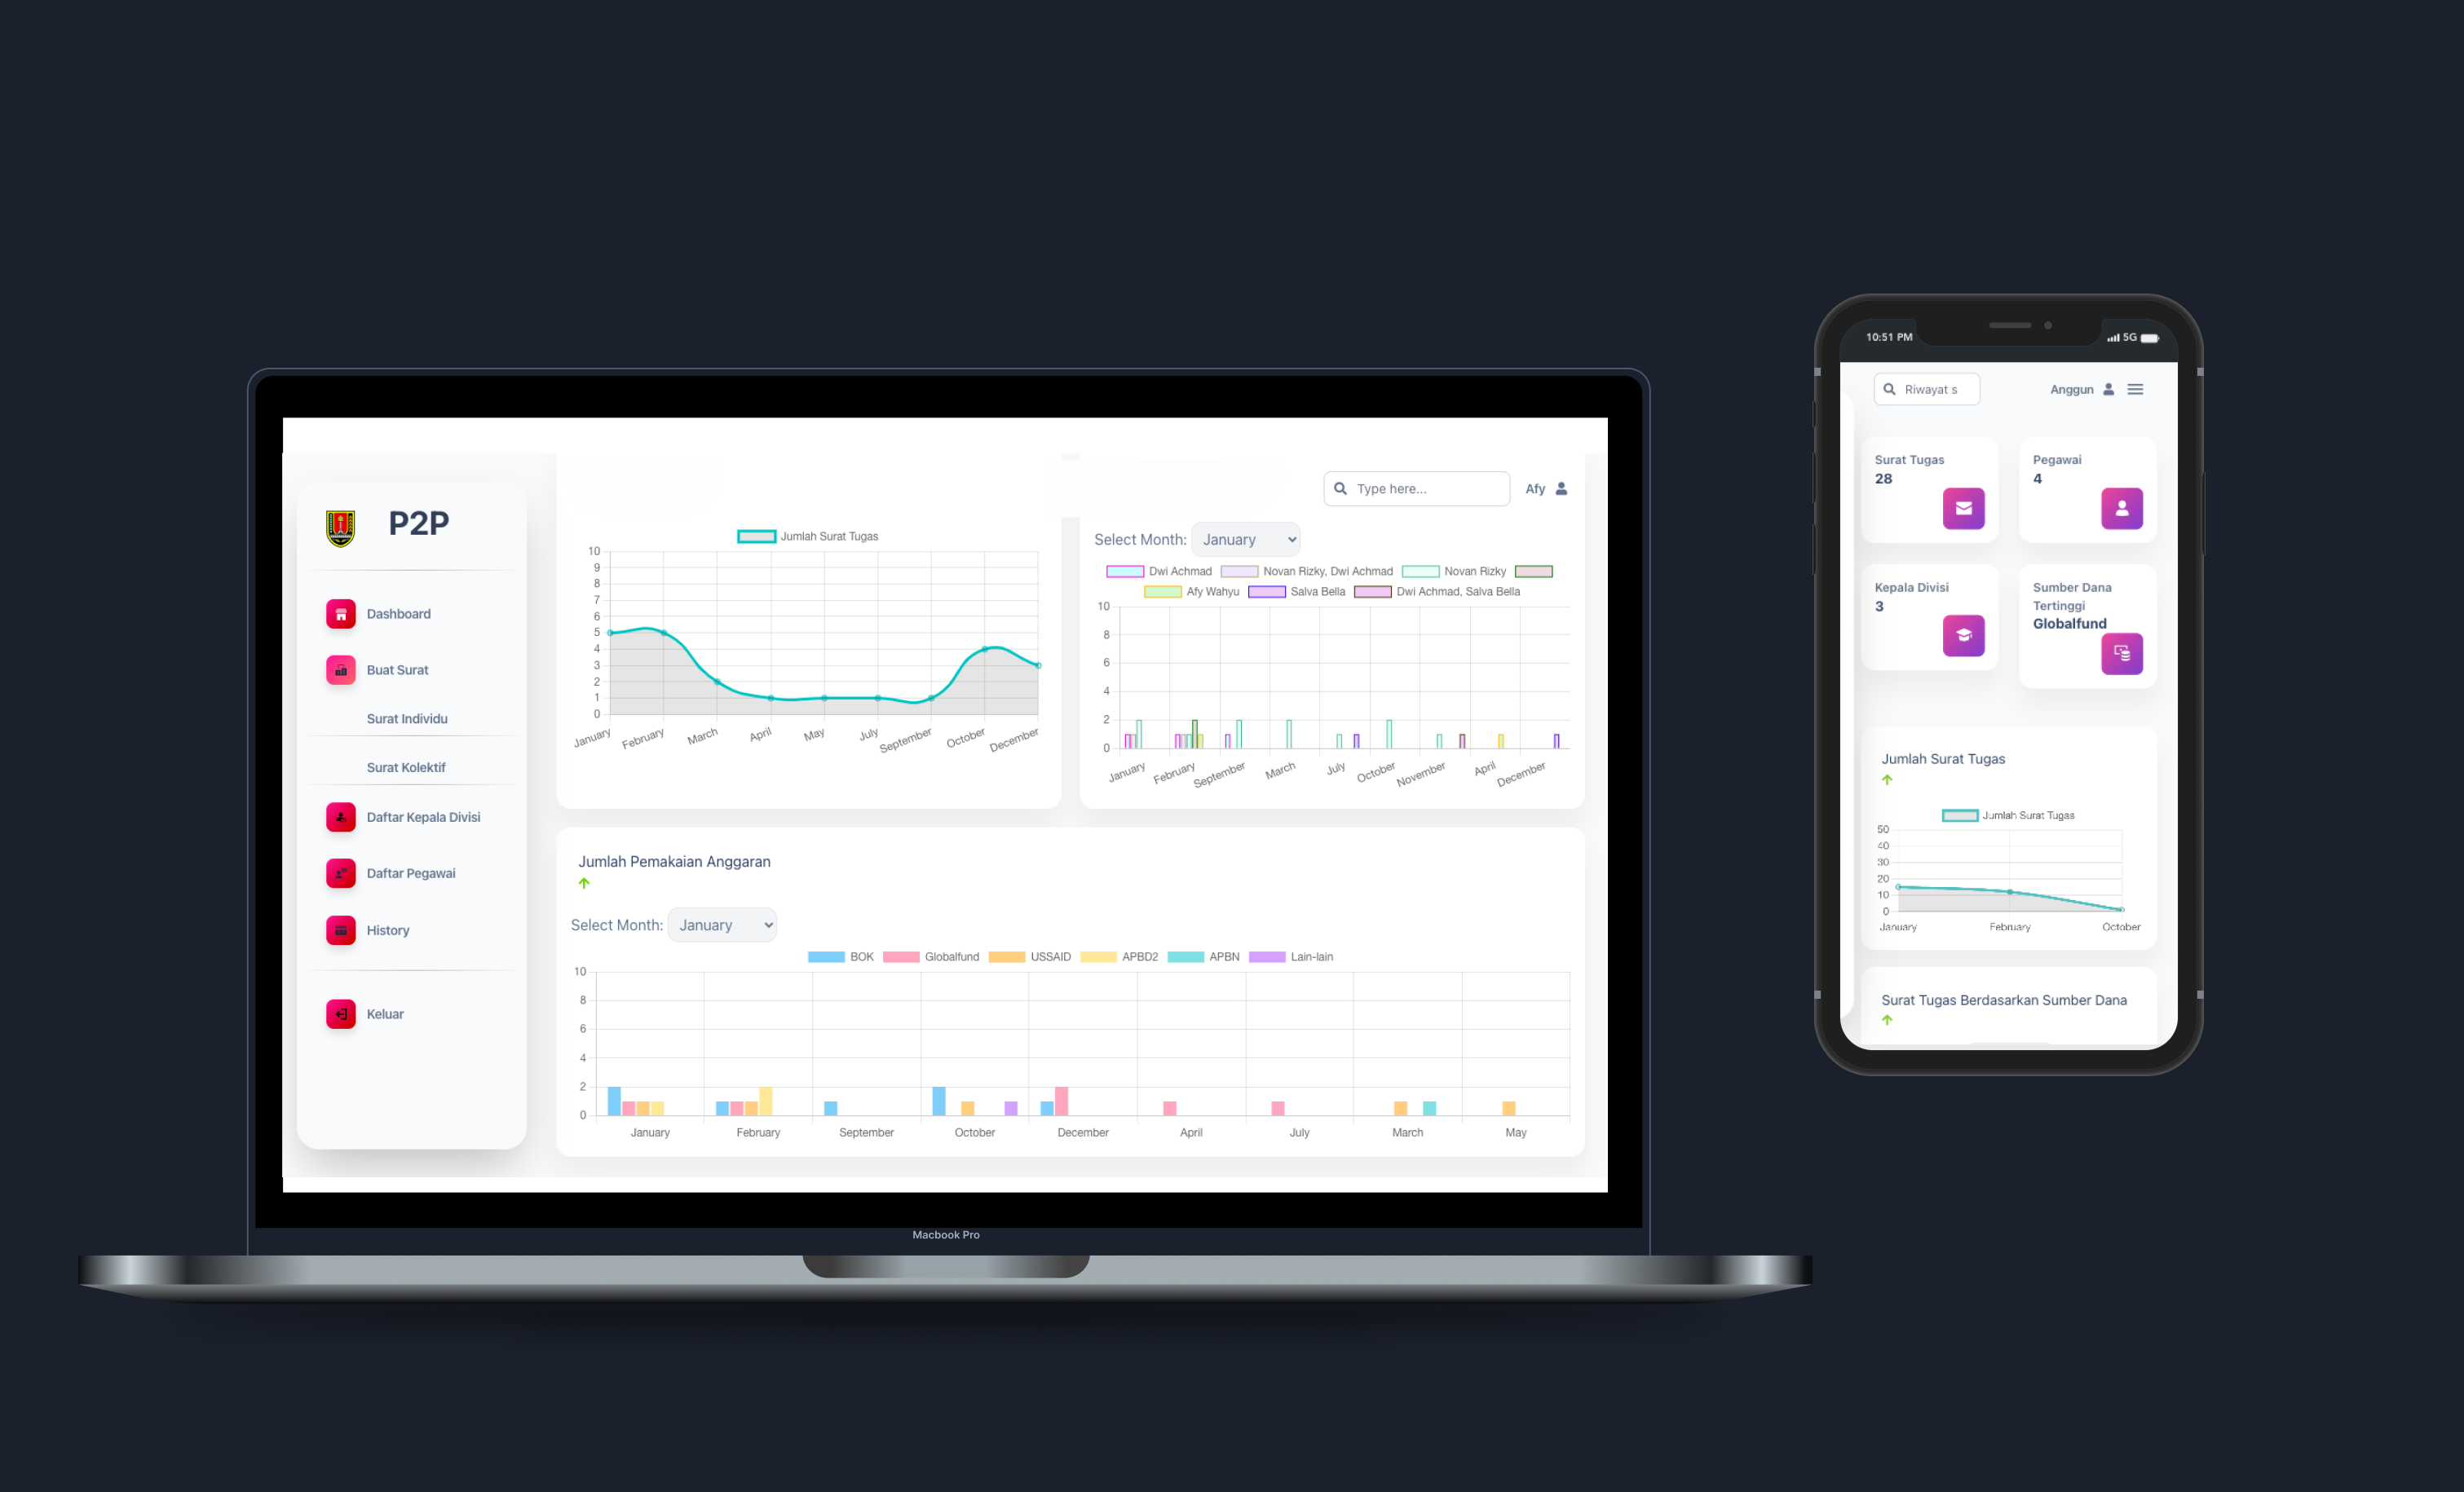 P2P
Dashboard
Buat Surat
Surat Individu
Surat Kolektif
Daftar Kepala Divisi
Daftar Pegawai
History
Keluar
Type here...
Afy
Jumlah Surat Tugas
10
9
8
7
6
5
4
3
2
1
0
January February March April May July September October December
Select Month: January
Dwi Achmad Novan Rizky, Dwi Achmad Novan Rizky
Afy Wahyu Salva Bella Dwi Achmad, Salva Bella
10
8
6
4
2
0
January February September March July October November April December
Jumlah Pemakaian Anggaran
Select Month: January
BOK Globalfund USSAID APBD2 APBN Lain-lain
10
8
6
4
2
0
January February September October December April July March May
Macbook Pro
10:51 PM 5G
Riwayat s
Anggun
Surat Tugas
28
Pegawai
4
Kepala Divisi
3
Sumber Dana
Tertinggi
Globalfund
Jumlah Surat Tugas
Jumlah Surat Tugas
50
40
30
20
10
0
January February October
Surat Tugas Berdasarkan Sumber Dana